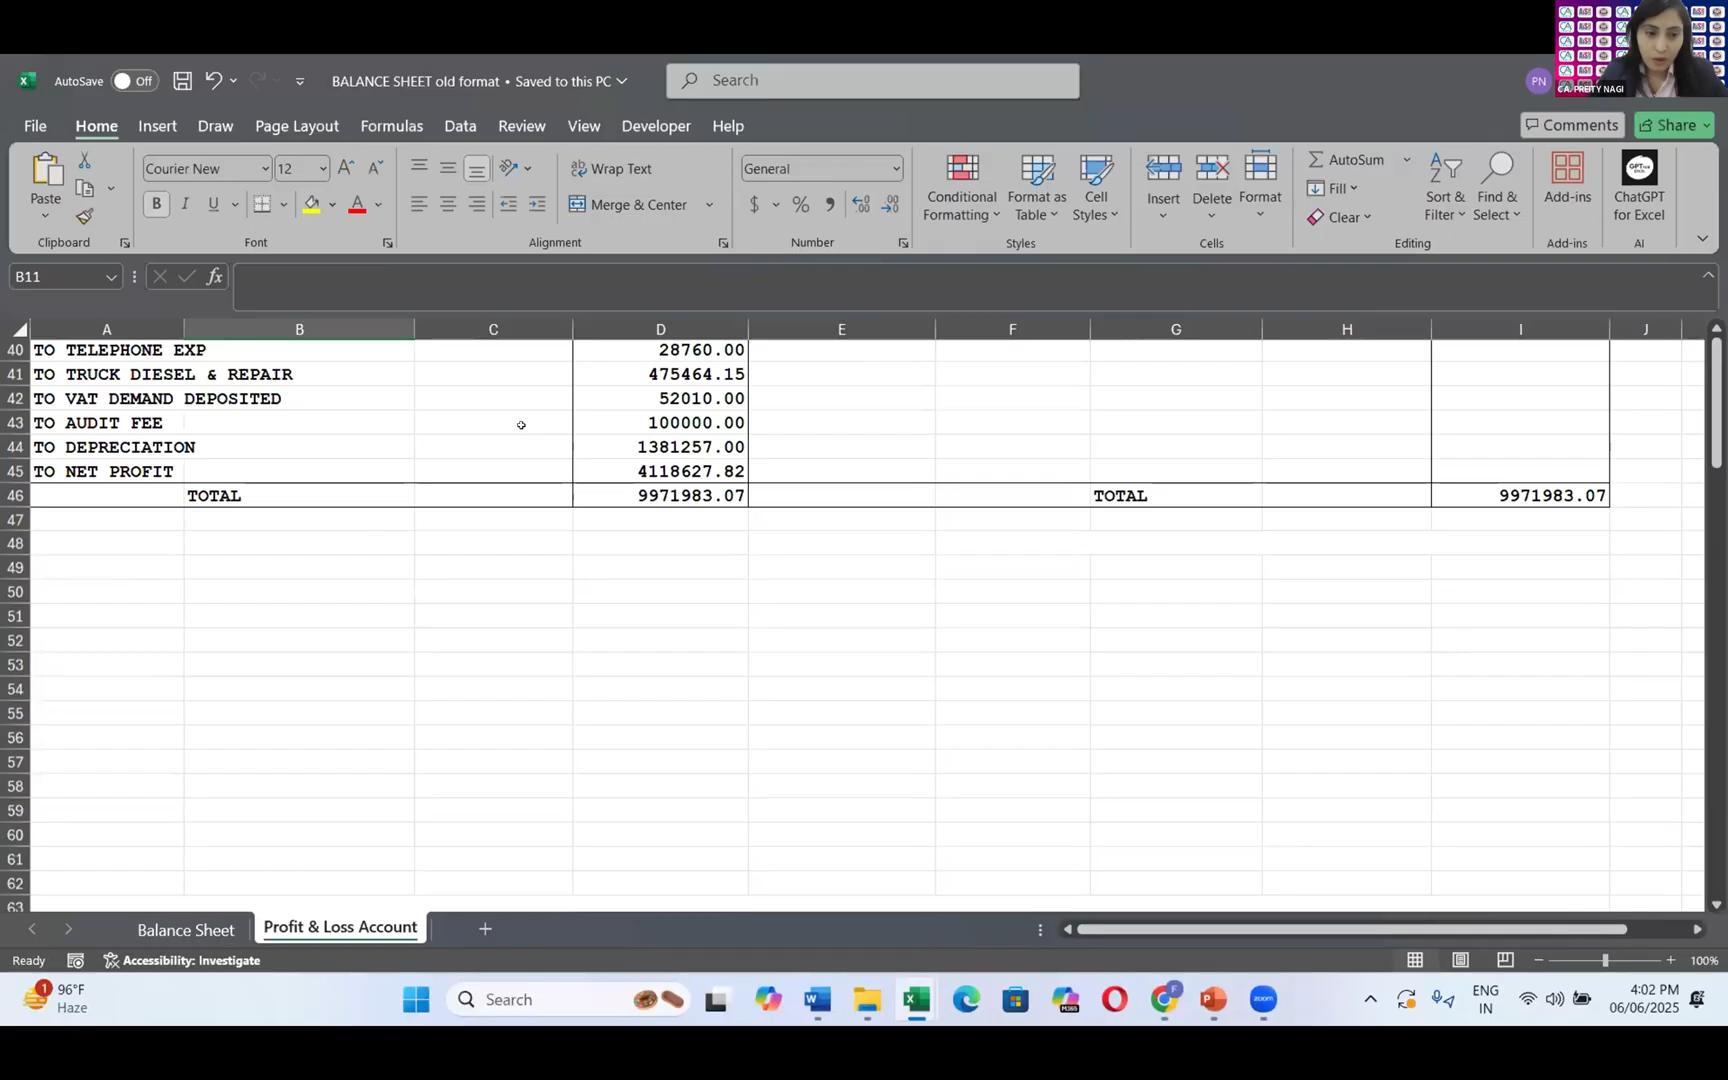 AutoSave Off BALANCE SHEET old format • Saved to this PC Search PN CA. PREITY NAGI
File Home Insert Draw Page Layout Formulas Data Review View Developer Help Comments Share
Paste Courier New 12 Wrap Text General Conditional Formatting Format as Table Cell Styles Insert Delete Format AutoSum Sort & Filter Find & Select Add-ins ChatGPT for Excel
B I U A Merge & Center $ % Fill
Clear
Clipboard Font Alignment Number Styles Cells Editing Add-ins AI
B11 fx
A B C D E F G H I J
40 TO TELEPHONE EXP 28760.00
41 TO TRUCK DIESEL & REPAIR 475464.15
42 TO VAT DEMAND DEPOSITED 52010.00
43 TO AUDIT FEE 100000.00
44 TO DEPRECIATION 1381257.00
45 TO NET PROFIT 4118627.82
46 TOTAL 9971983.07 TOTAL 9971983.07
47
48
49
50
51
52
53
54
55
56
57
58
59
60
61
62
63
Balance Sheet Profit & Loss Account
Ready Accessibility: Investigate 100%
1 96°F Search ENG 4:02 PM
Haze zoom IN 06/06/2025